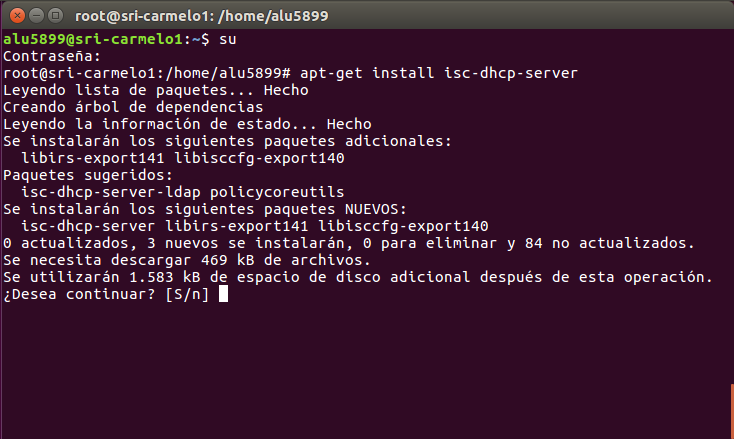 root@sri-carmelo1: /home/alu5899
alu5899@sri-carmelo1:~$ su
Contraseña:
root@sri-carmelo1:/home/alu5899# apt-get install isc-dhcp-server
Leyendo lista de paquetes... Hecho
Creando árbol de dependencias
Leyendo la información de estado... Hecho
Se instalarán los siguientes paquetes adicionales:
  libirs-export141 libisccfg-export140
Paquetes sugeridos:
  isc-dhcp-server-ldap policycoreutils
Se instalarán los siguientes paquetes NUEVOS:
  isc-dhcp-server libirs-export141 libisccfg-export140
0 actualizados, 3 nuevos se instalarán, 0 para eliminar y 84 no actualizados.
Se necesita descargar 469 kB de archivos.
Se utilizarán 1.583 kB de espacio de disco adicional después de esta operación.
¿Desea continuar? [S/n]